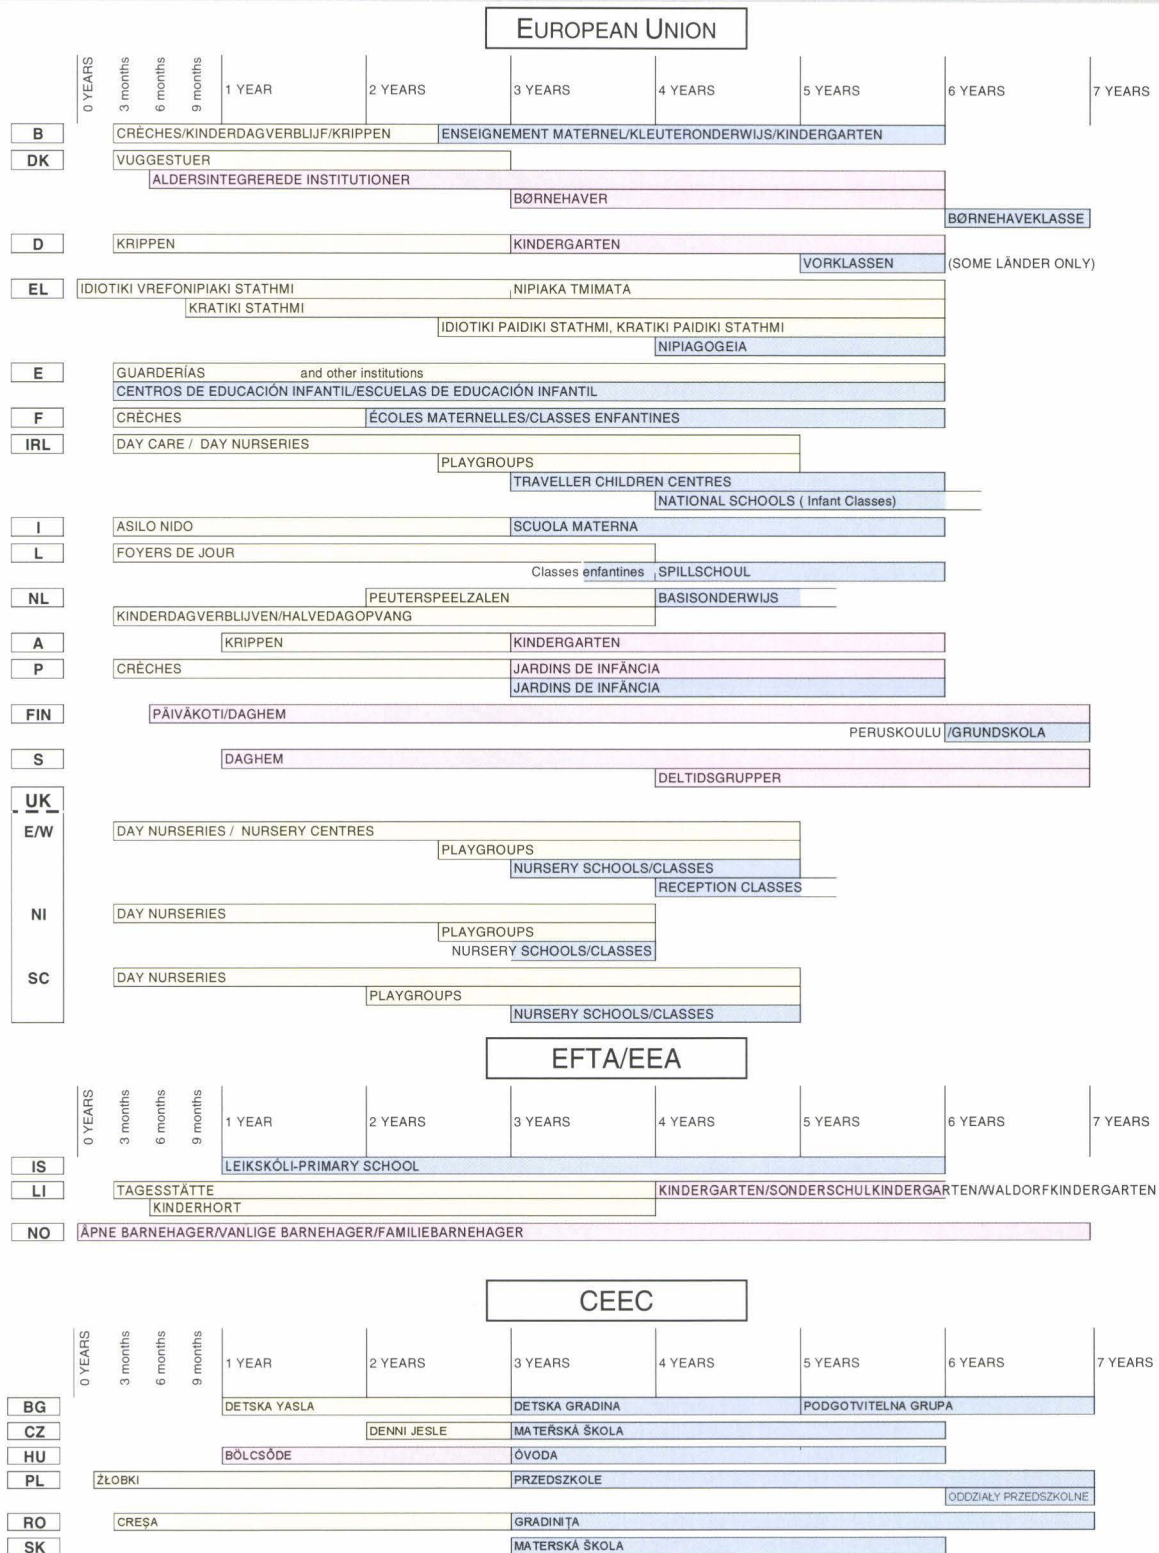 EUROPEAN UNION
0 YEARS 3 months 6 months 9 months 1 YEAR 2 YEARS 3 YEARS 4 YEARS 5 YEARS 6 YEARS 7 YEARS
B CRÈCHES/KINDERDAGVERBLIJF/KRIPPEN ENSEIGNEMENT MATERNEL/KLEUTERONDERWIJS/KINDERGARTEN
DK VUGGESTUER
ALDERSINTEGREREDE INSTITUTIONER
BØRNEHAVER
BØRNEHAVEKLASSE
D KRIPPEN KINDERGARTEN
VORKLASSEN (SOME LÄNDER ONLY)
EL IDIOTIKI VREFONIPIAKI STATHMI NIPIAKA TMIMATA
KRATIKI STATHMI
IDIOTIKI PAIDIKI STATHMI, KRATIKI PAIDIKI STATHMI
NIPIAGOGEIA
E GUARDERÍAS and other institutions
CENTROS DE EDUCACIÓN INFANTIL/ESCUELAS DE EDUCACIÓN INFANTIL
F CRÈCHES ÉCOLES MATERNELLES/CLASSES ENFANTINES
IRL DAY CARE / DAY NURSERIES
PLAYGROUPS
TRAVELLER CHILDREN CENTRES
NATIONAL SCHOOLS ( Infant Classes)
I ASILO NIDO SCUOLA MATERNA
L FOYERS DE JOUR
Classes enfantines SPILLSCHOUL
NL PEUTERSPEELZALEN BASISONDERWIJS
KINDERDAGVERBLIJVEN/HALVEDAGOPVANG
A KRIPPEN KINDERGARTEN
P CRÈCHES JARDINS DE INFÂNCIA
JARDINS DE INFÂNCIA
FIN PÄIVÄKOTI/DAGHEM
PERUSKOULU /GRUNDSKOLA
S DAGHEM
DELTIDSGRUPPER
UK
E/W DAY NURSERIES / NURSERY CENTRES
PLAYGROUPS
NURSERY SCHOOLS/CLASSES
RECEPTION CLASSES
NI DAY NURSERIES
PLAYGROUPS
NURSERY SCHOOLS/CLASSES
SC DAY NURSERIES
PLAYGROUPS
NURSERY SCHOOLS/CLASSES
EFTA/EEA
0 YEARS 3 months 6 months 9 months 1 YEAR 2 YEARS 3 YEARS 4 YEARS 5 YEARS 6 YEARS 7 YEARS
IS LEIKSKÓLI-PRIMARY SCHOOL
LI TAGESSTÄTTE KINDERGARTEN/SONDERSCHULKINDERGARTEN/WALDORFKINDERGARTEN
KINDERHORT
NO ÅPNE BARNEHAGER/VANLIGE BARNEHAGER/FAMILIEBARNEHAGER
CEEC
0 YEARS 3 months 6 months 9 months 1 YEAR 2 YEARS 3 YEARS 4 YEARS 5 YEARS 6 YEARS 7 YEARS
BG DETSKA YASLA DETSKA GRADINA PODGOTVITELNA GRUPA
CZ DENNI JESLE MATEŘSKÁ ŠKOLA
HU BÖLCSÔDE ÓVODA
PL ŻŁOBKI PRZEDSZKOLE
ODDZIAŁY PRZEDSZKOLNE
RO CREŞA GRADINIŢA
SK MATERSKÁ ŠKOLA